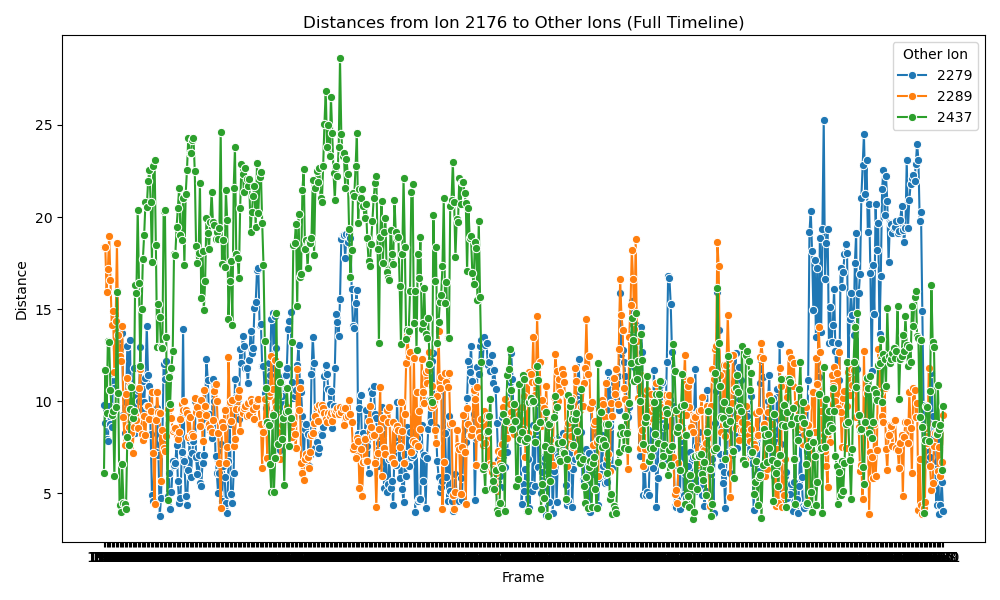 Distances from Ion 2176 to Other Ions (Full Timeline)
Other Ion
2279
2289
2437
25
20
15
10
5
Distance
Frame